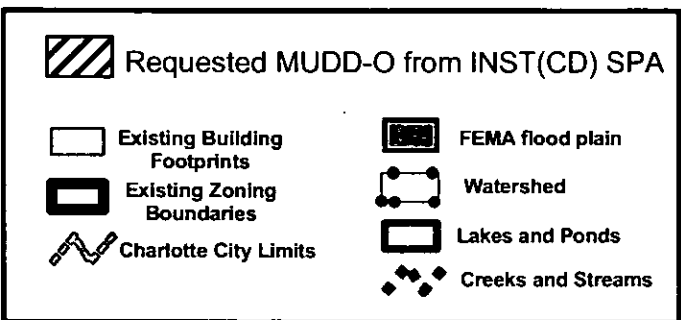 Requested MUDD-O from INST(CD) SPA
Existing Building
Footprints
Existing Zoning
Boundaries
Charlotte City Limits
FEMA flood plain
Watershed
Lakes and Ponds
Creeks and Streams